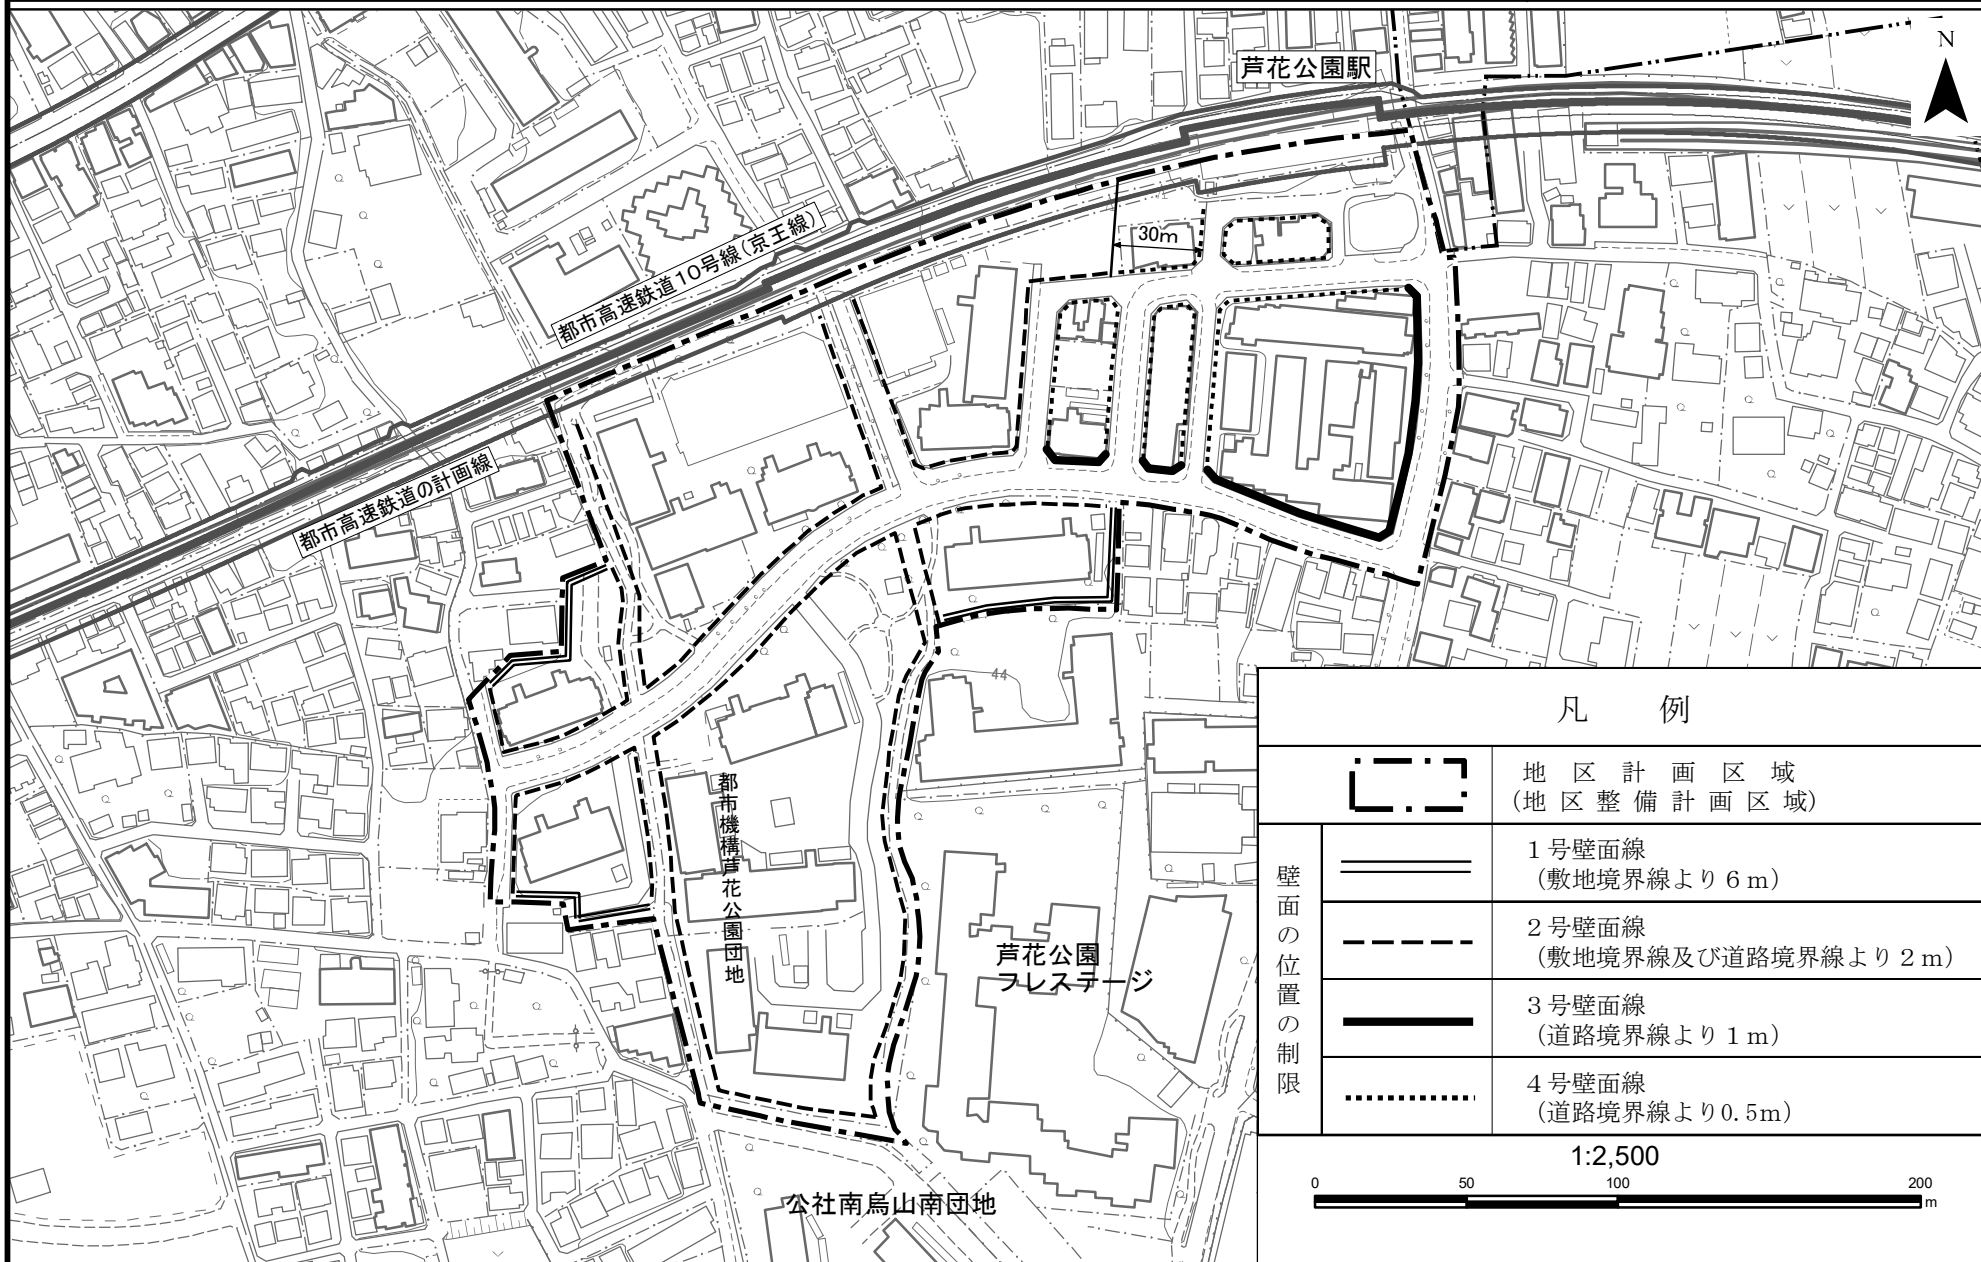 芦花公園駅
N
30m
都市高速鉄道10号線(京王線)
都市高速鉄道の計画線
44
都市機構芦花公園団地
芦花公園
フレステージ
公社南烏山南団地
凡 例
地区計画区域
(地区整備計画区域)
壁面の位置の制限
1号壁面線
(敷地境界線より6m)
2号壁面線
(敷地境界線及び道路境界線より2m)
3号壁面線
(道路境界線より1m)
4号壁面線
(道路境界線より0.5m)
1:2,500
0 50 100 200
m